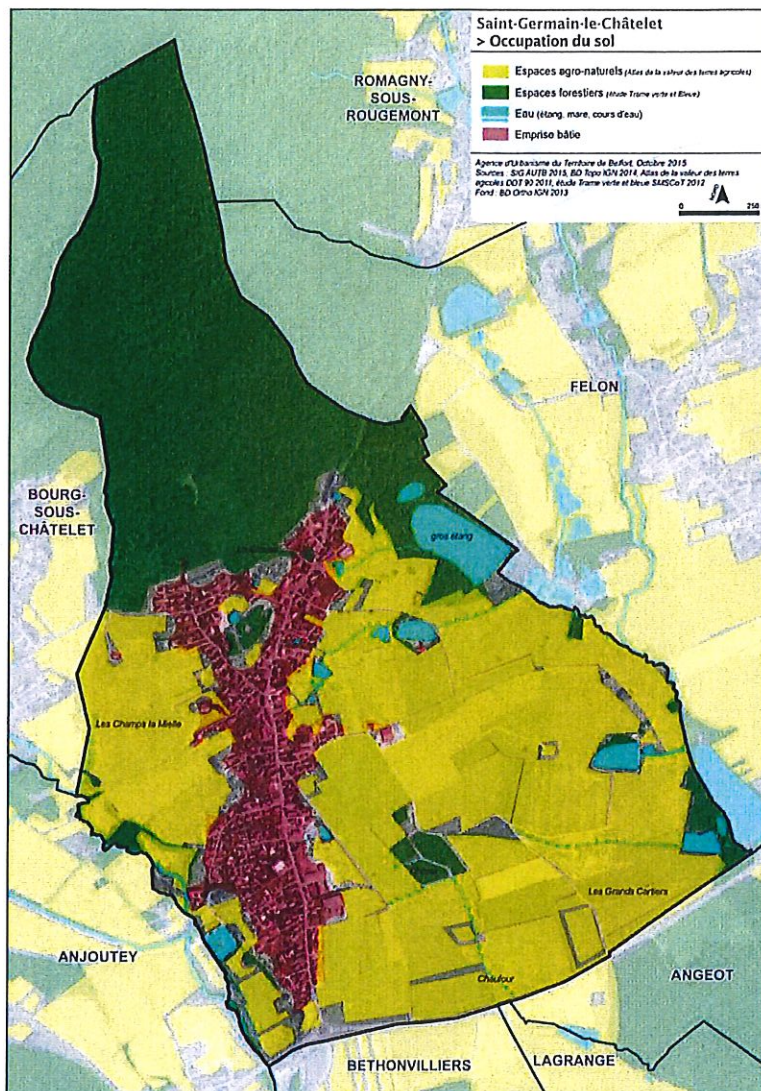 Saint-Germain-le-Châtelet
> Occupation du sol
Espaces agro-naturels (Atlas de la valeur des terres agricoles)
Espaces forestiers (étude Trame verte et Bleue)
Eau (étang, mare, cours d'eau)
Emprise bâtie
Agence d'Urbanisme du Territoire de Belfort, Octobre 2015
Sources : SIG AUTB 2015, BD Topo IGN 2014, Atlas de la valeur des terres
agricoles DDT 90 2011, étude Trame verte et bleue SMSCoT 2012
Fond : BD Ortho IGN 2013
0 250
ROMAGNY-
SOUS-
ROUGEMONT
FELON
BOURG-
SOUS-
CHÂTELET
gros étang
Les Champs la Mielle
Les Grands Cartiers
ANJOUTEY
Chaufour
ANGEOT
LAGRANGE
BETHONVILLIERS